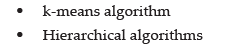 • k-means algorithm
• Hierarchical algorithms